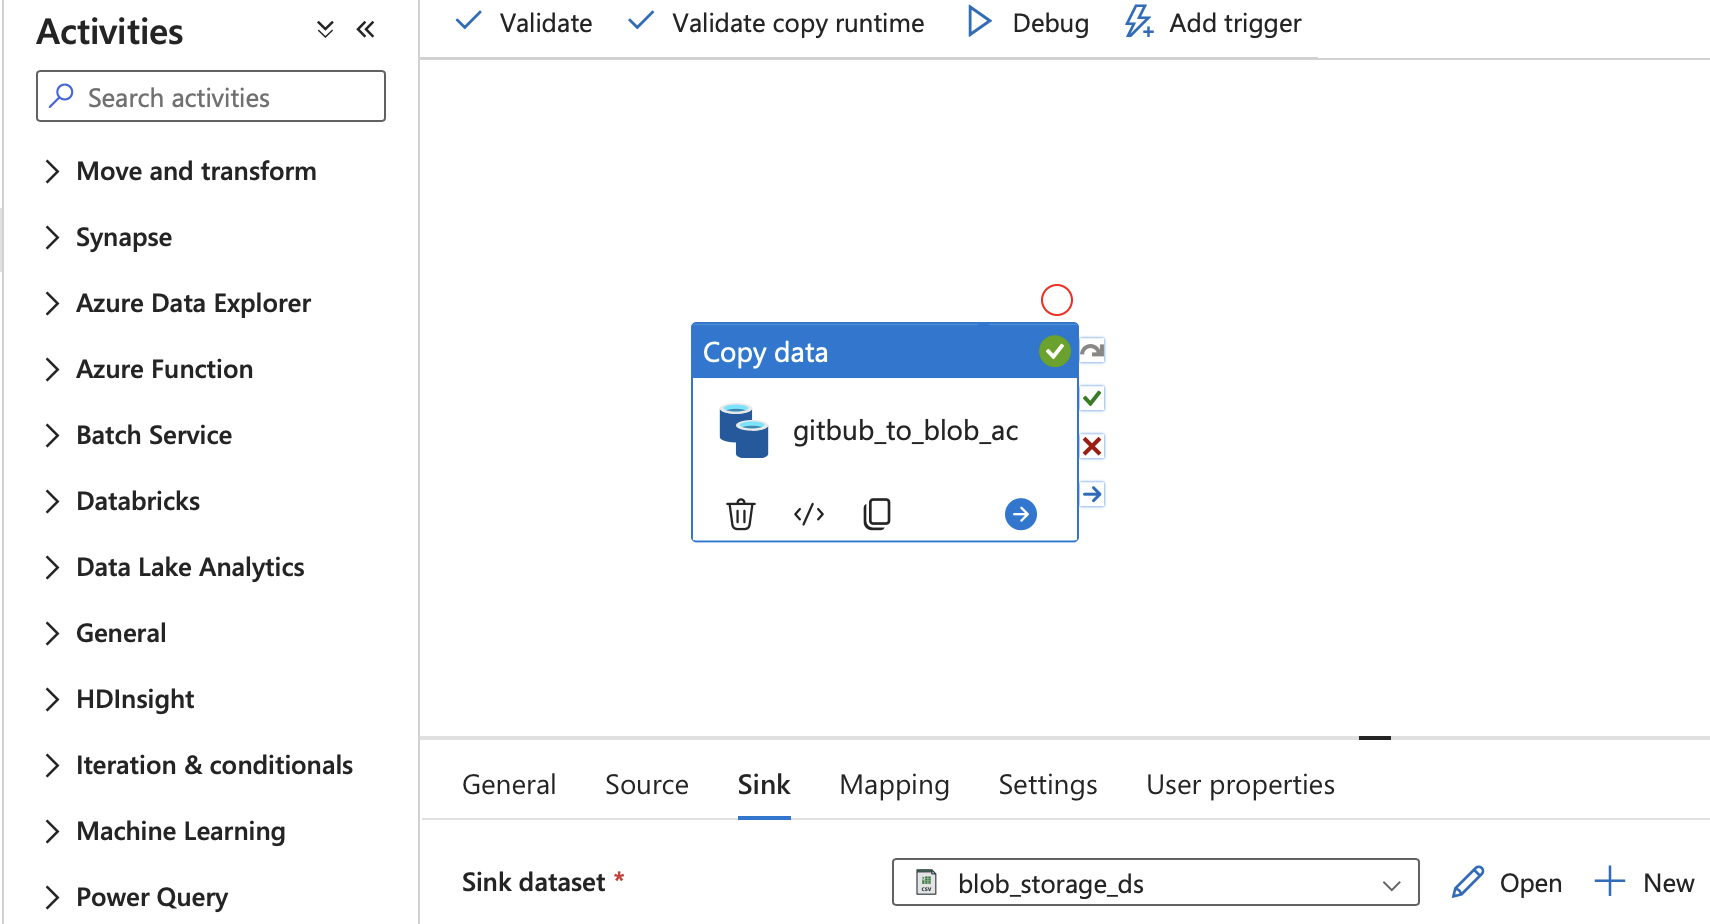 Activities
Search activities
Move and transform
Synapse
Azure Data Explorer
Azure Function
Batch Service
Databricks
Data Lake Analytics
General
HDInsight
Iteration & conditionals
Machine Learning
Power Query
Validate
Validate copy runtime
Debug
Add trigger
Copy data
gitbub_to_blob_ac
General
Source
Sink
Mapping
Settings
User properties
Sink dataset *
CSV
blob_storage_ds
Open
New